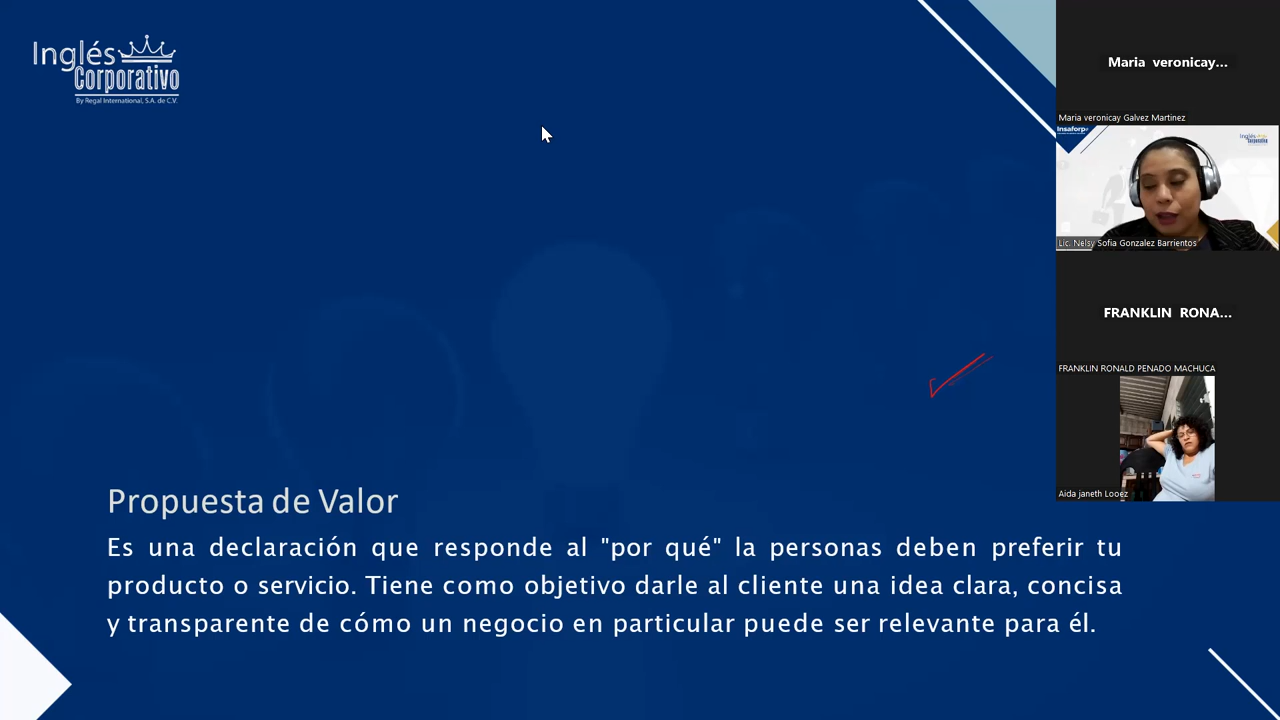 Inglés
Corporativo
By Regal International, S.A. de C.V.
Propuesta de Valor
Es una declaración que responde al "por qué" la personas deben preferir tu
producto o servicio. Tiene como objetivo darle al cliente una idea clara, concisa
y transparente de cómo un negocio en particular puede ser relevante para él.
Maria veronicay...
Maria veronicay Galvez Martinez
Insaforp
Inglés
Corporativo
Lic. Nelsy Sofia Gonzalez Barrientos
FRANKLIN RONA...
FRANKLIN RONALD PENADO MACHUCA
Aida janeth Looez